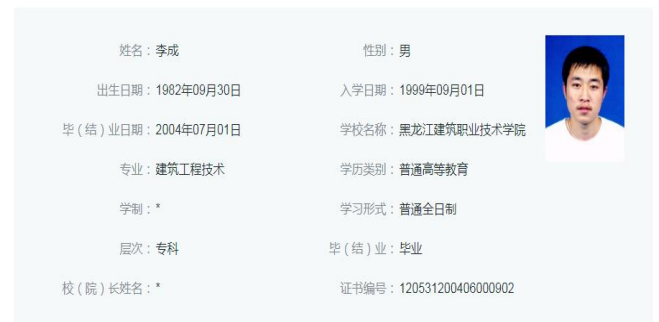 姓名：李成 性别：男
出生日期：1982年09月30日 入学日期：1999年09月01日
毕（结）业日期：2004年07月01日 学校名称：黑龙江建筑职业技术学院
专业：建筑工程技术 学历类别：普通高等教育
学制：* 学习形式：普通全日制
层次：专科 毕（结）业：毕业
校（院）长姓名：* 证书编号：120531200406000902